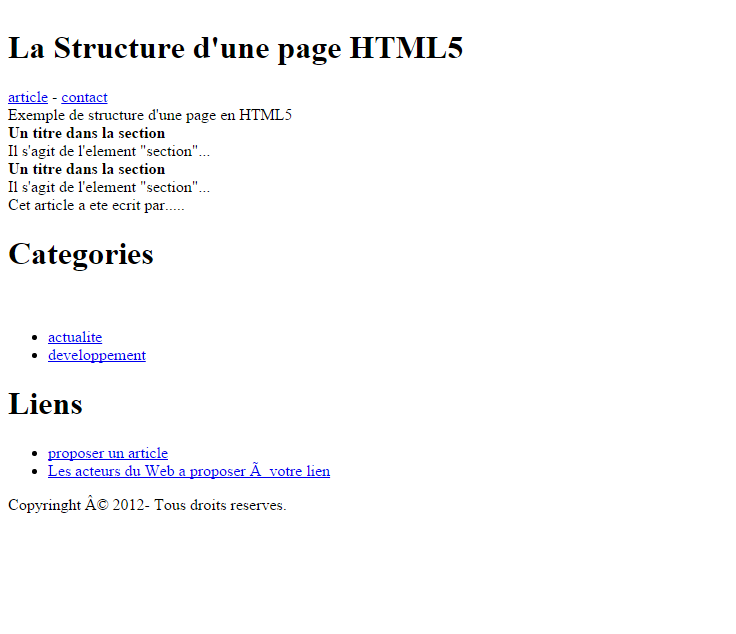 La Structure d'une page HTML5
article - contact
Exemple de structure d'une page en HTML5
Un titre dans la section
Il s'agit de l'element "section"...
Un titre dans la section
Il s'agit de l'element "section"...
Cet article a ete ecrit par.....
Categories
actualite
developpement
Liens
proposer un article
Les acteurs du Web a proposer Ã  votre lien
Copyringht Â© 2012- Tous droits reserves.